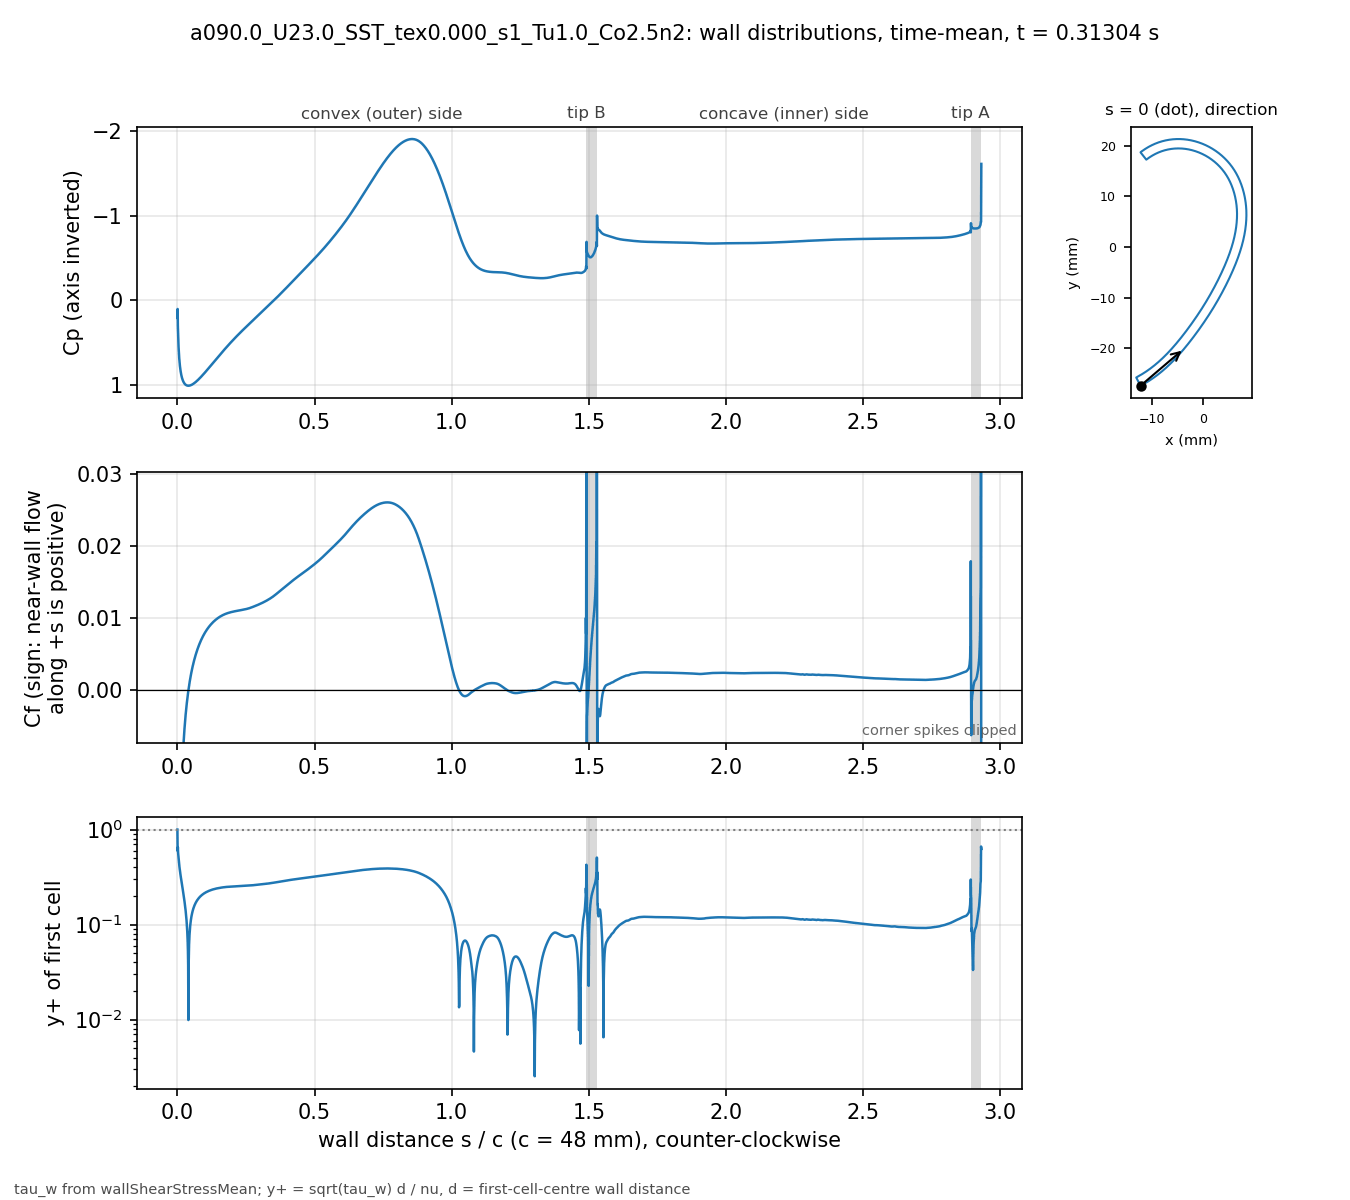 a090.0_U23.0_SST_tex0.000_s1_Tu1.0_Co2.5n2: wall distributions, time-mean, t = 0.31304 s
convex (outer) side
tip B
concave (inner) side
tip A
Cp (axis inverted)
−2
−1
0
1
0.0
0.5
1.0
1.5
2.0
2.5
3.0
s = 0 (dot), direction
y (mm)
20
10
0
−10
−20
−10
0
x (mm)
Cf (sign: near-wall flow
along +s is positive)
0.03
0.02
0.01
0.00
corner spikes clipped
0.0
0.5
1.0
1.5
2.0
2.5
3.0
y+ of first cell
10⁰
10⁻¹
10⁻²
0.0
0.5
1.0
1.5
2.0
2.5
3.0
wall distance s / c (c = 48 mm), counter-clockwise
tau_w from wallShearStressMean; y+ = sqrt(tau_w) d / nu, d = first-cell-centre wall distance